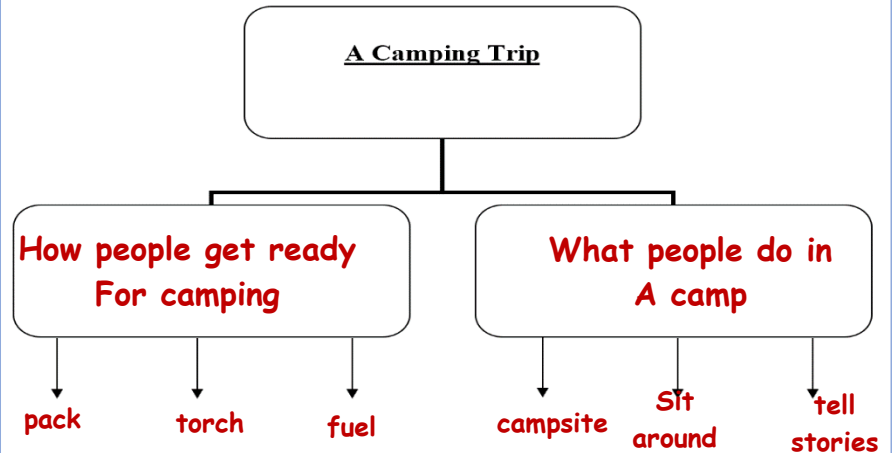 A Camping Trip
How people get ready
For camping
What people do in
A camp
pack
torch
fuel
campsite
Sit
around
tell
stories